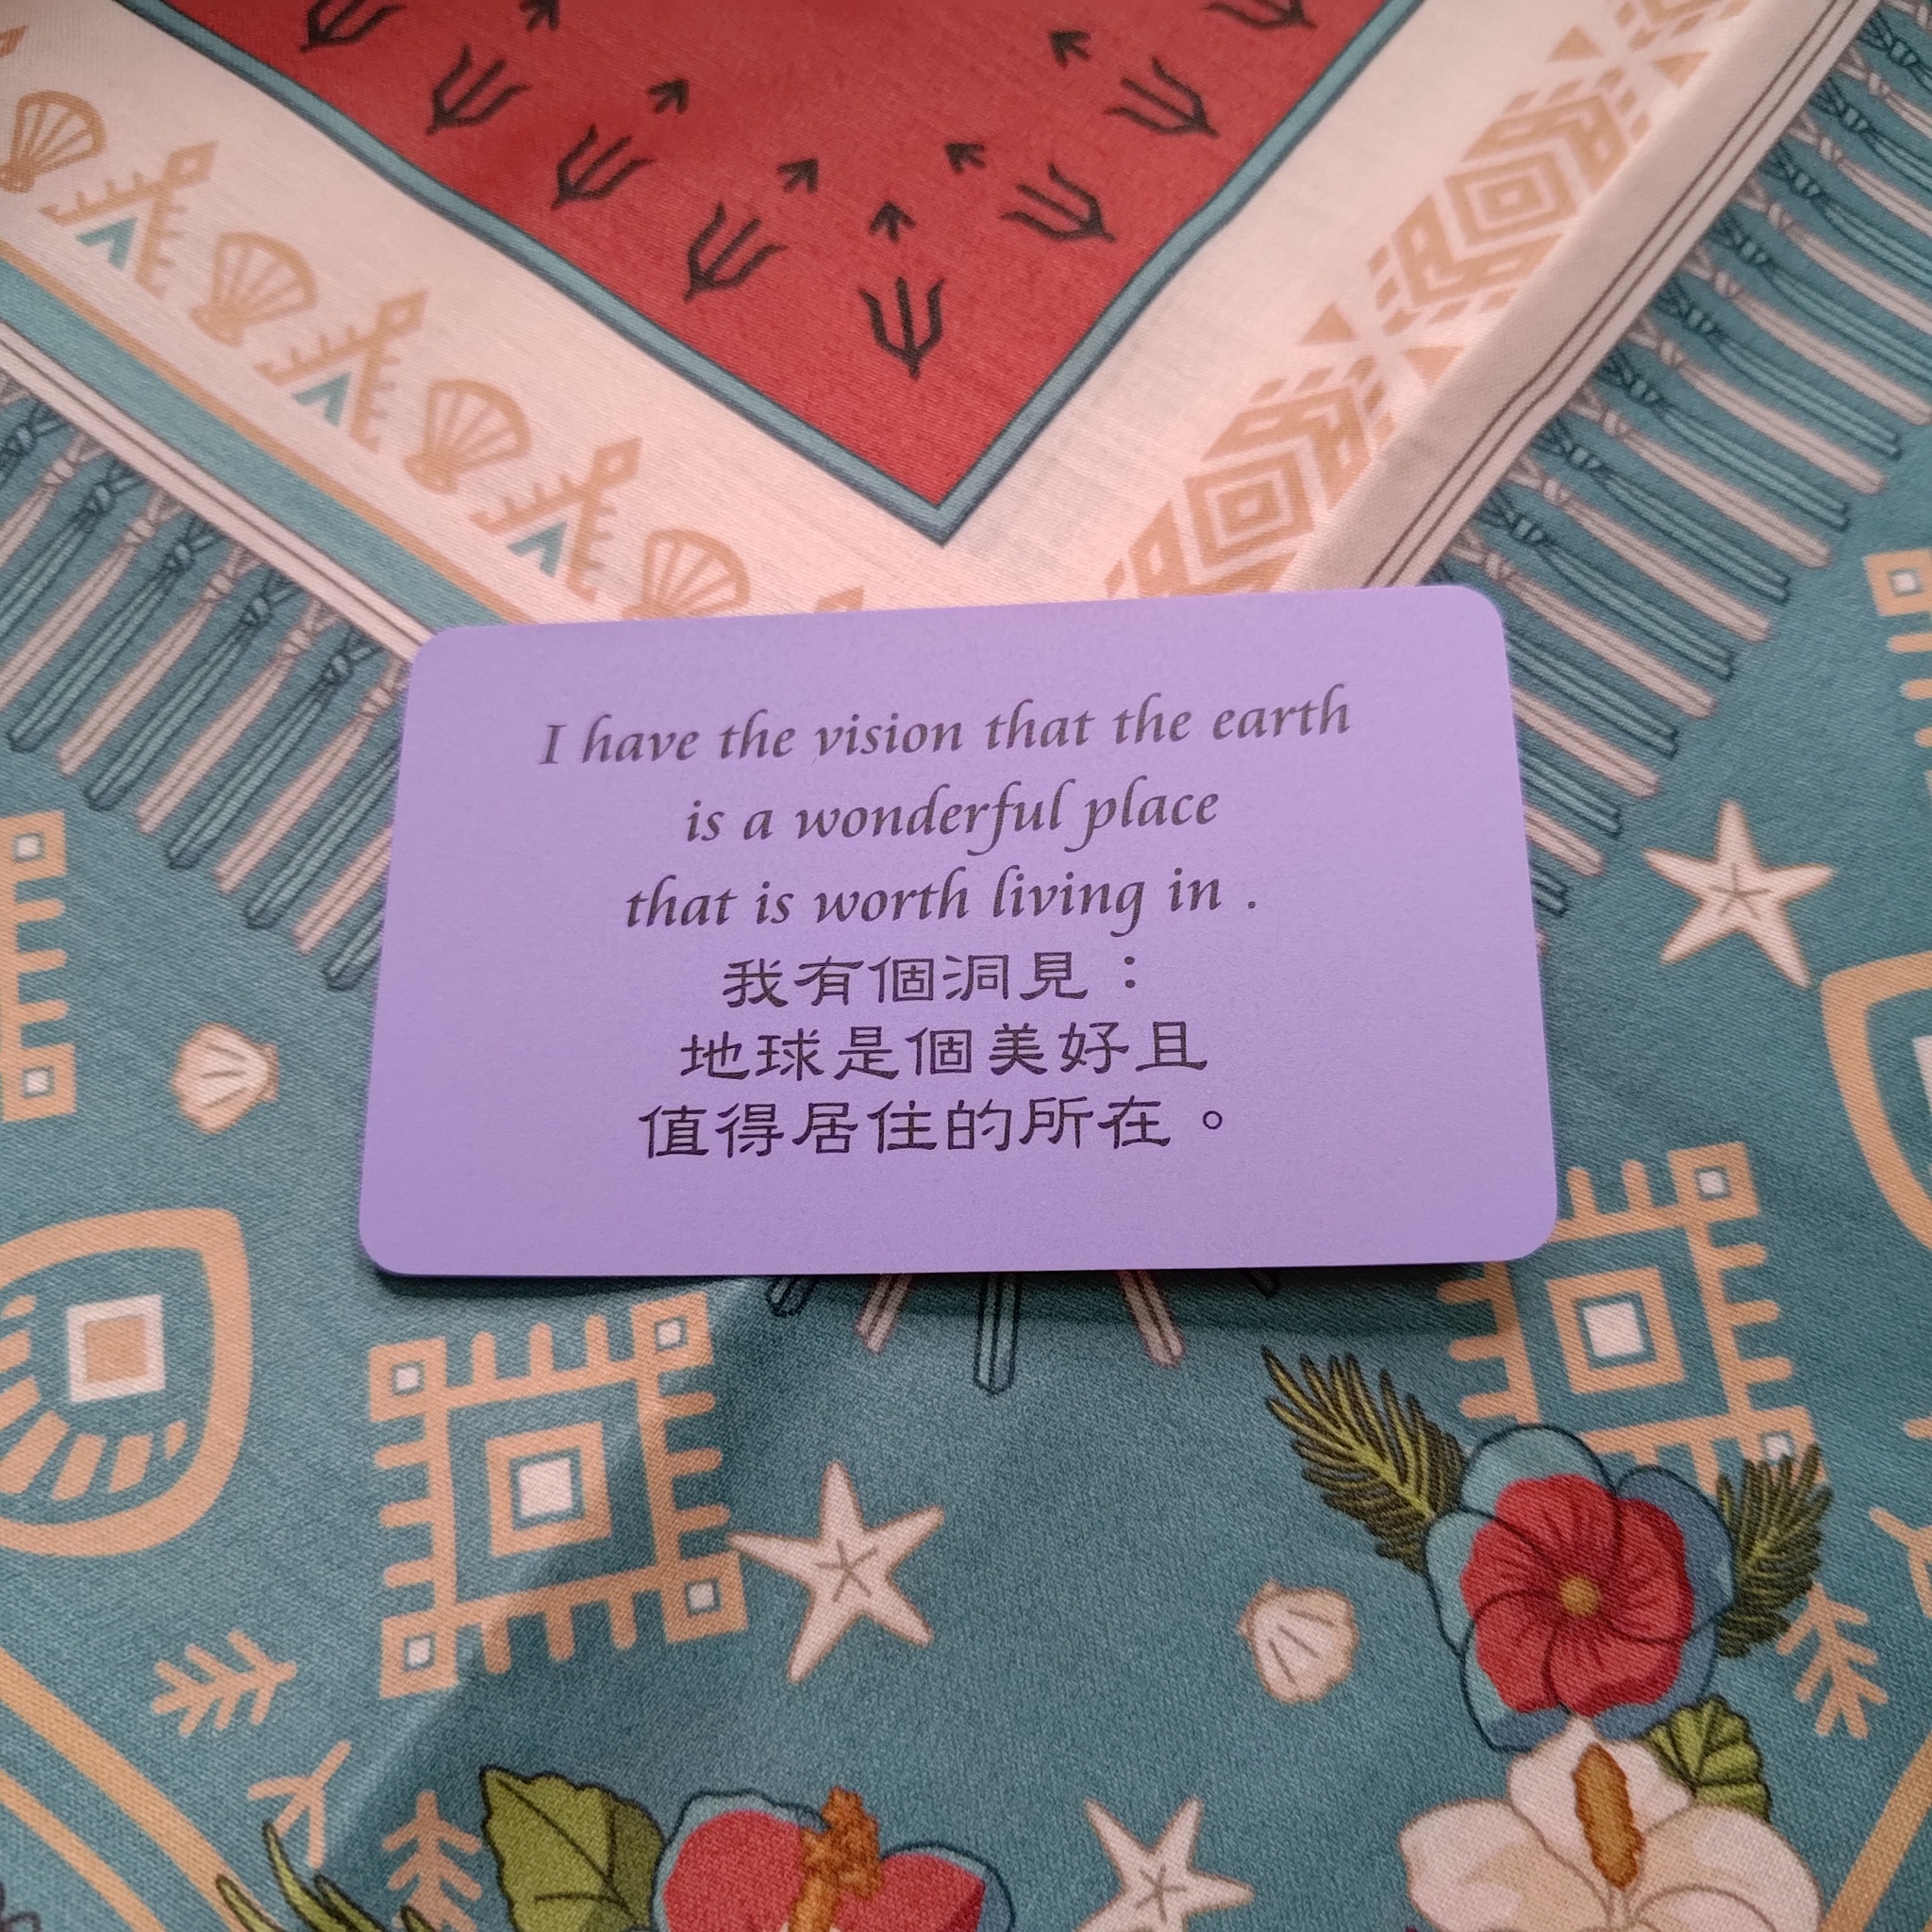 I have the vision that the earth
is a wonderful place
that is worth living in .
我有個洞見：
地球是個美好且
值得居住的所在。